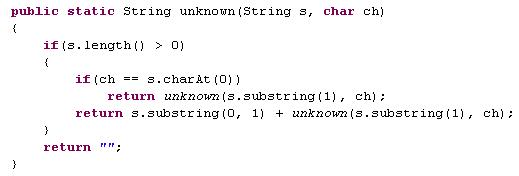 public static String unknown(String s, char ch)
{
    if(s.length() > 0)
    {
        if(ch == s.charAt(0))
            return unknown(s.substring(1), ch);
        return s.substring(0, 1) + unknown(s.substring(1), ch);
    }
    return "";
}